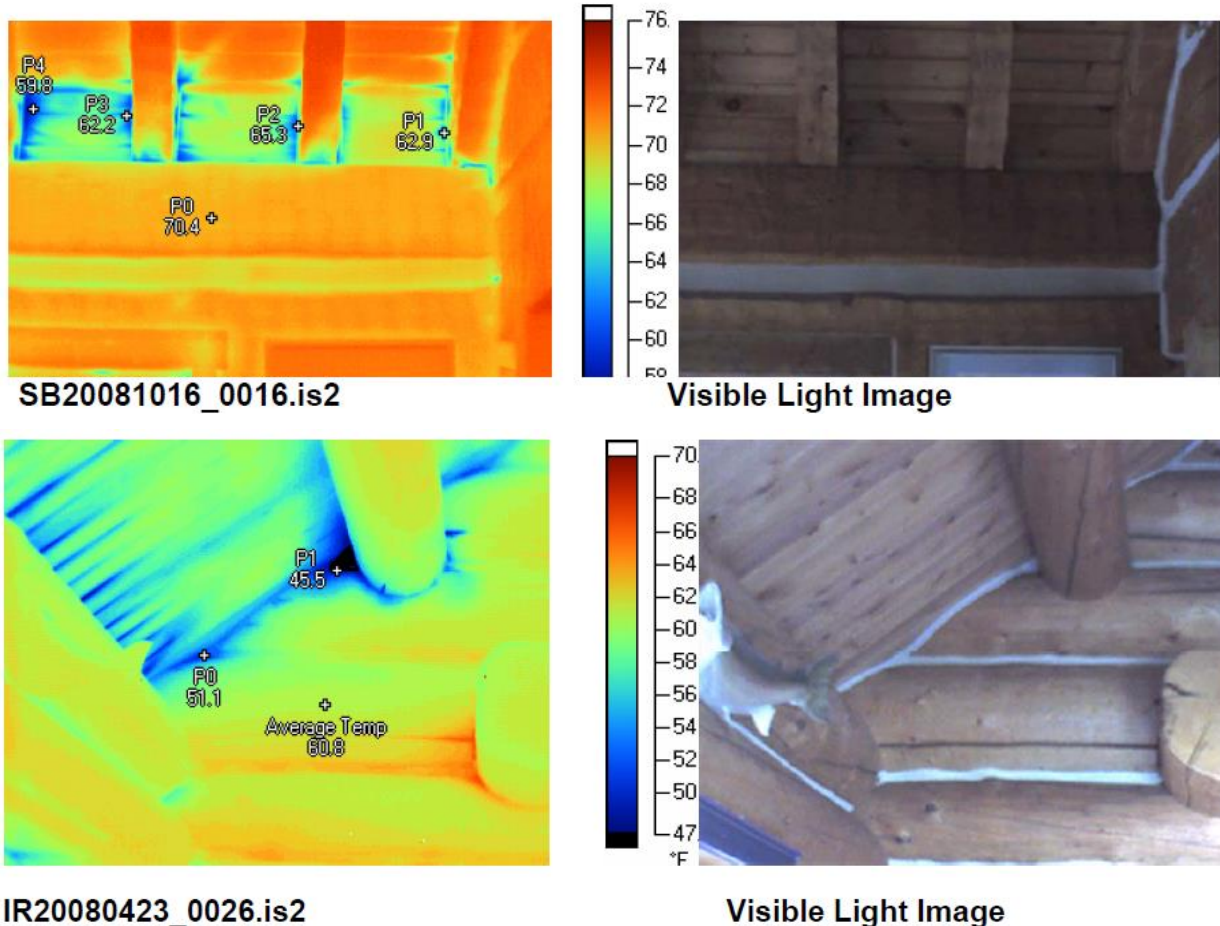 P4
59.8
P3
62.2
P2
65.3
P1
62.9
P0
70.4
76.
74
72
70
68
66
64
62
60
SB20081016_0016.is2
Visible Light Image
P1
45.5
P0
51.1
Average Temp
60.8
70.
68
66
64
62
60
58
56
54
52
50
47.
°F
IR20080423_0026.is2
Visible Light Image